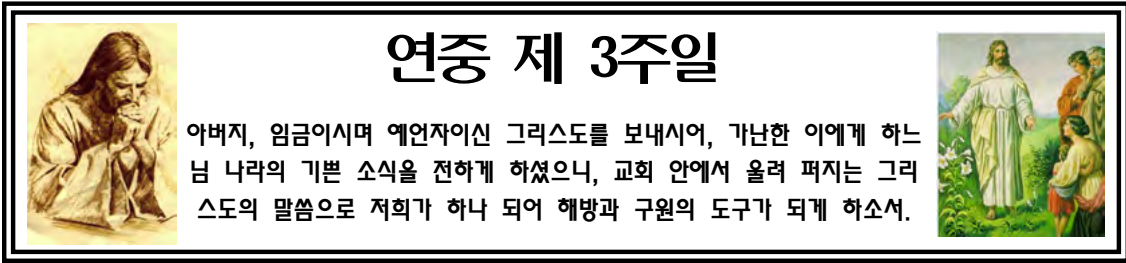 연중 제 3주일
아버지, 임금이시며 예언자이신 그리스도를 보내시어, 가난한 이에게 하느
님 나라의 기쁜 소식을 전하게 하셨으니, 교회 안에서 울려 퍼지는 그리
스도의 말씀으로 저희가 하나 되어 해방과 구원의 도구가 되게 하소서.